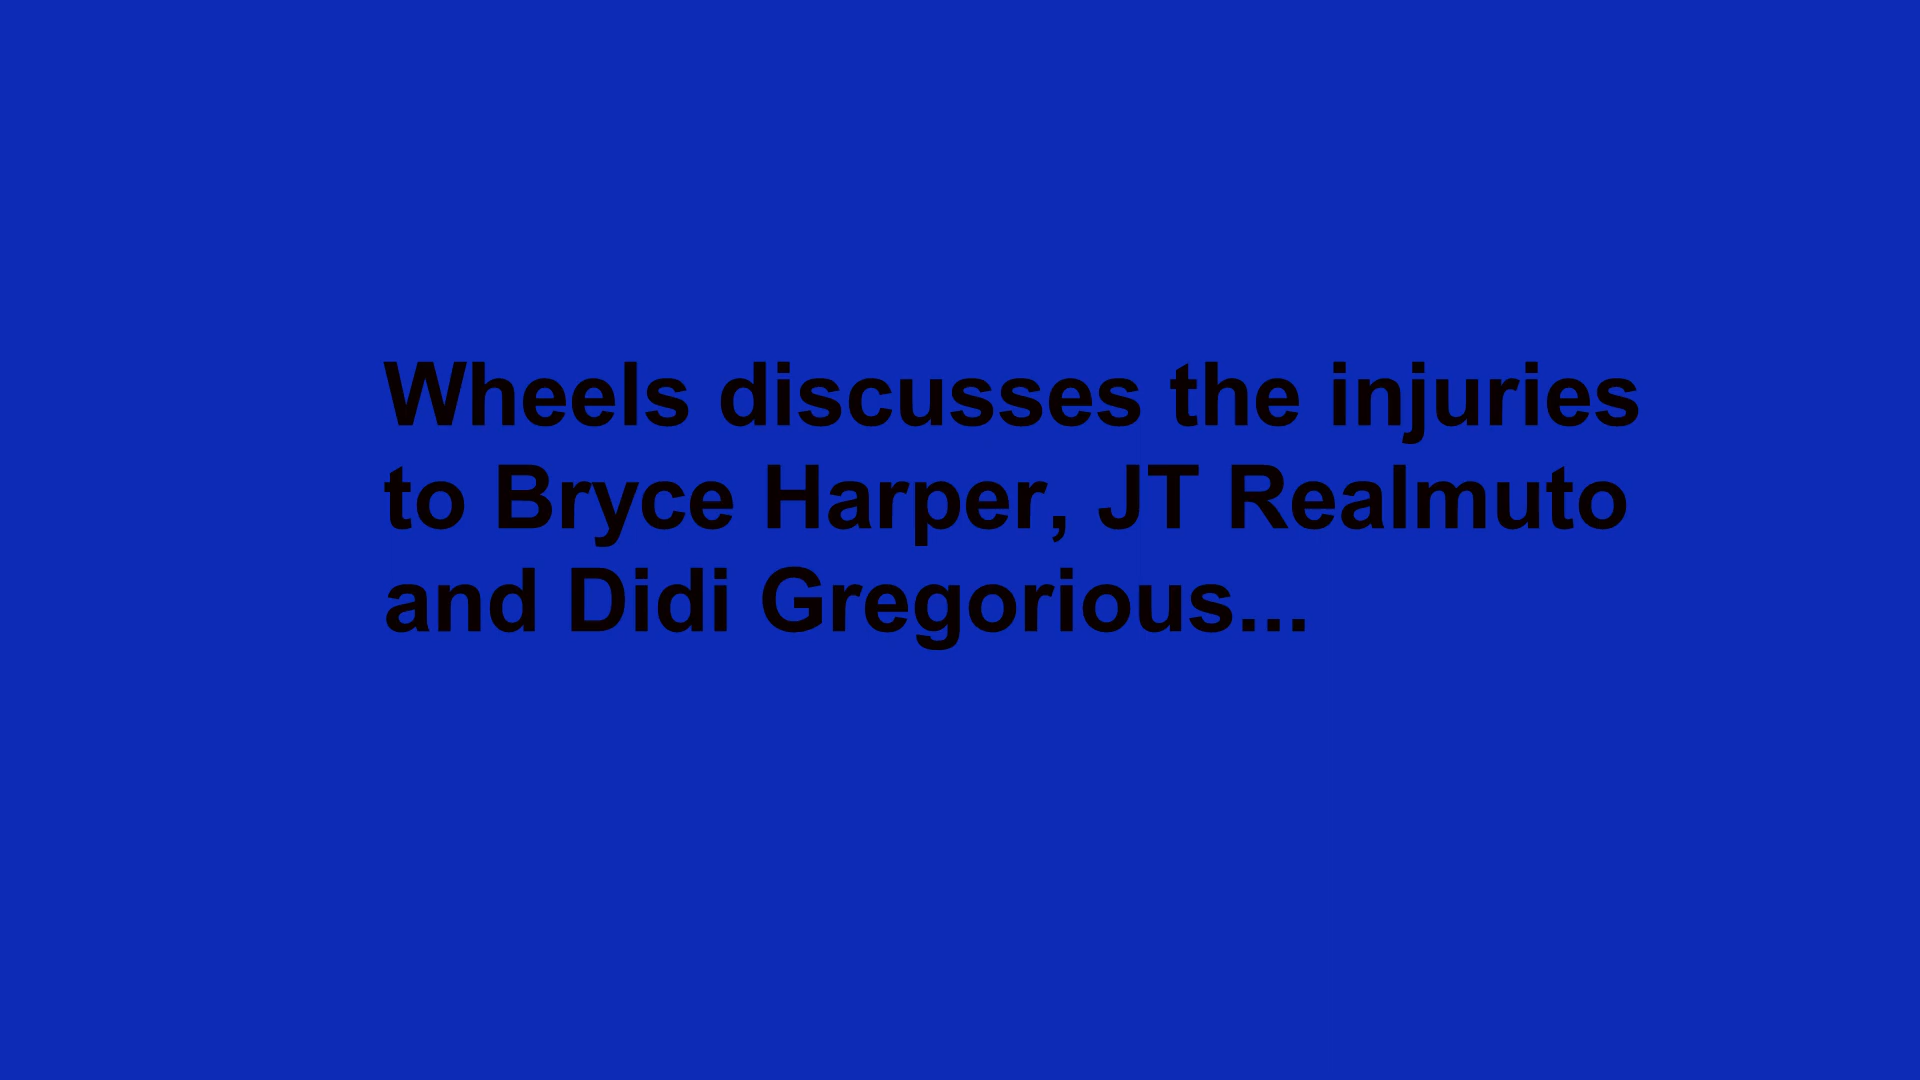 Wheels discusses the injuries
to Bryce Harper, JT Realmuto
and Didi Gregorious...